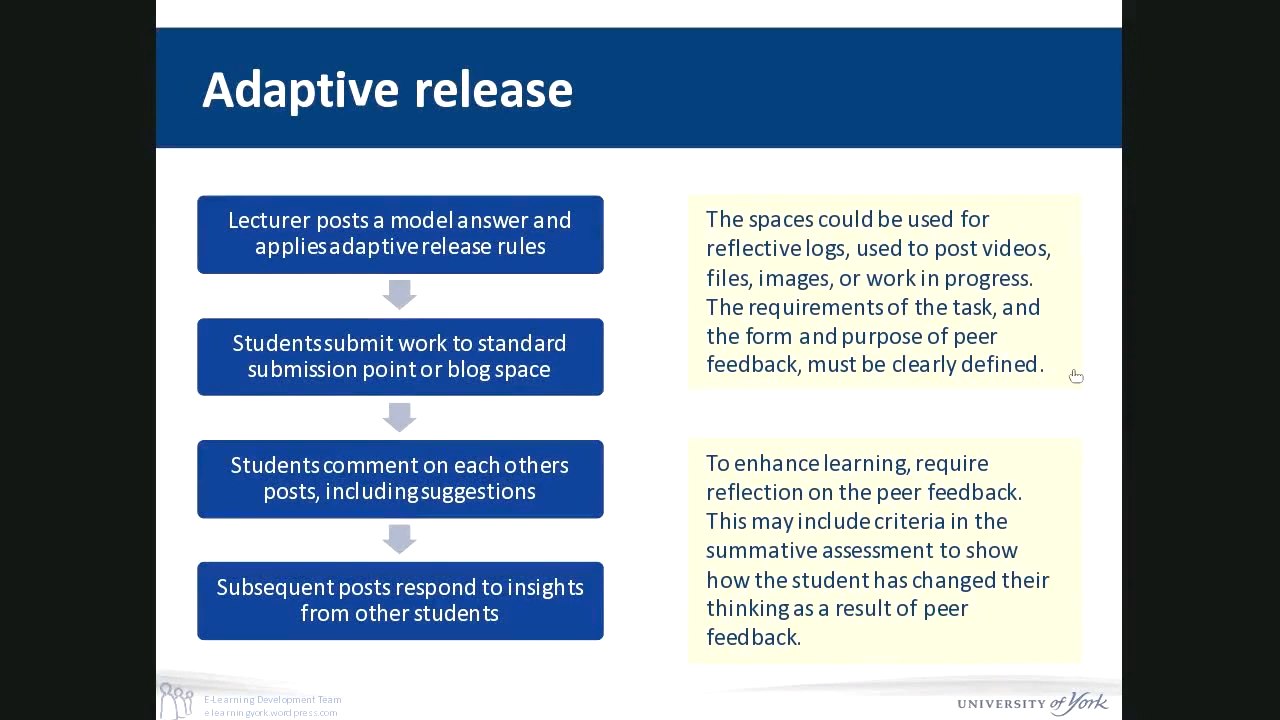 Adaptive release
Lecturer posts a model answer and
applies adaptive release rules
Students submit work to standard
submission point or blog space
Students comment on each others
posts, including suggestions
Subsequent posts respond to insights
from other students
The spaces could be used for
reflective logs, used to post videos,
files, images, or work in progress.
The requirements of the task, and
the form and purpose of peer
feedback, must be clearly defined.
To enhance learning, require
reflection on the peer feedback.
This may include criteria in the
summative assessment to show
how the student has changed their
thinking as a result of peer
feedback.
E-Learning Development Team
elearningyork.wordpress.com
UNIVERSITY of York